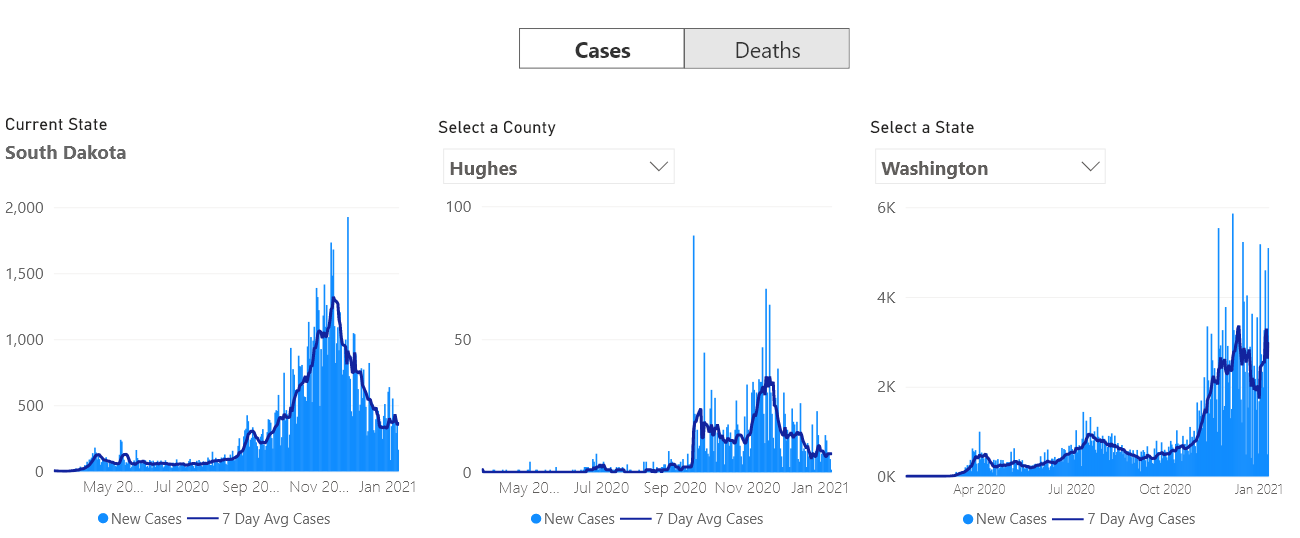 Cases Deaths
Current State
South Dakota
2,000
1,500
1,000
500
0
May 20... Jul 2020 Sep 20... Nov 20... Jan 2021
New Cases 7 Day Avg Cases
Select a County
Hughes
100
50
0
May 20... Jul 2020 Sep 2020 Nov 2020 Jan 2021
New Cases 7 Day Avg Cases
Select a State
Washington
6K
4K
2K
0K
Apr 2020 Jul 2020 Oct 2020 Jan 2021
New Cases 7 Day Avg Cases